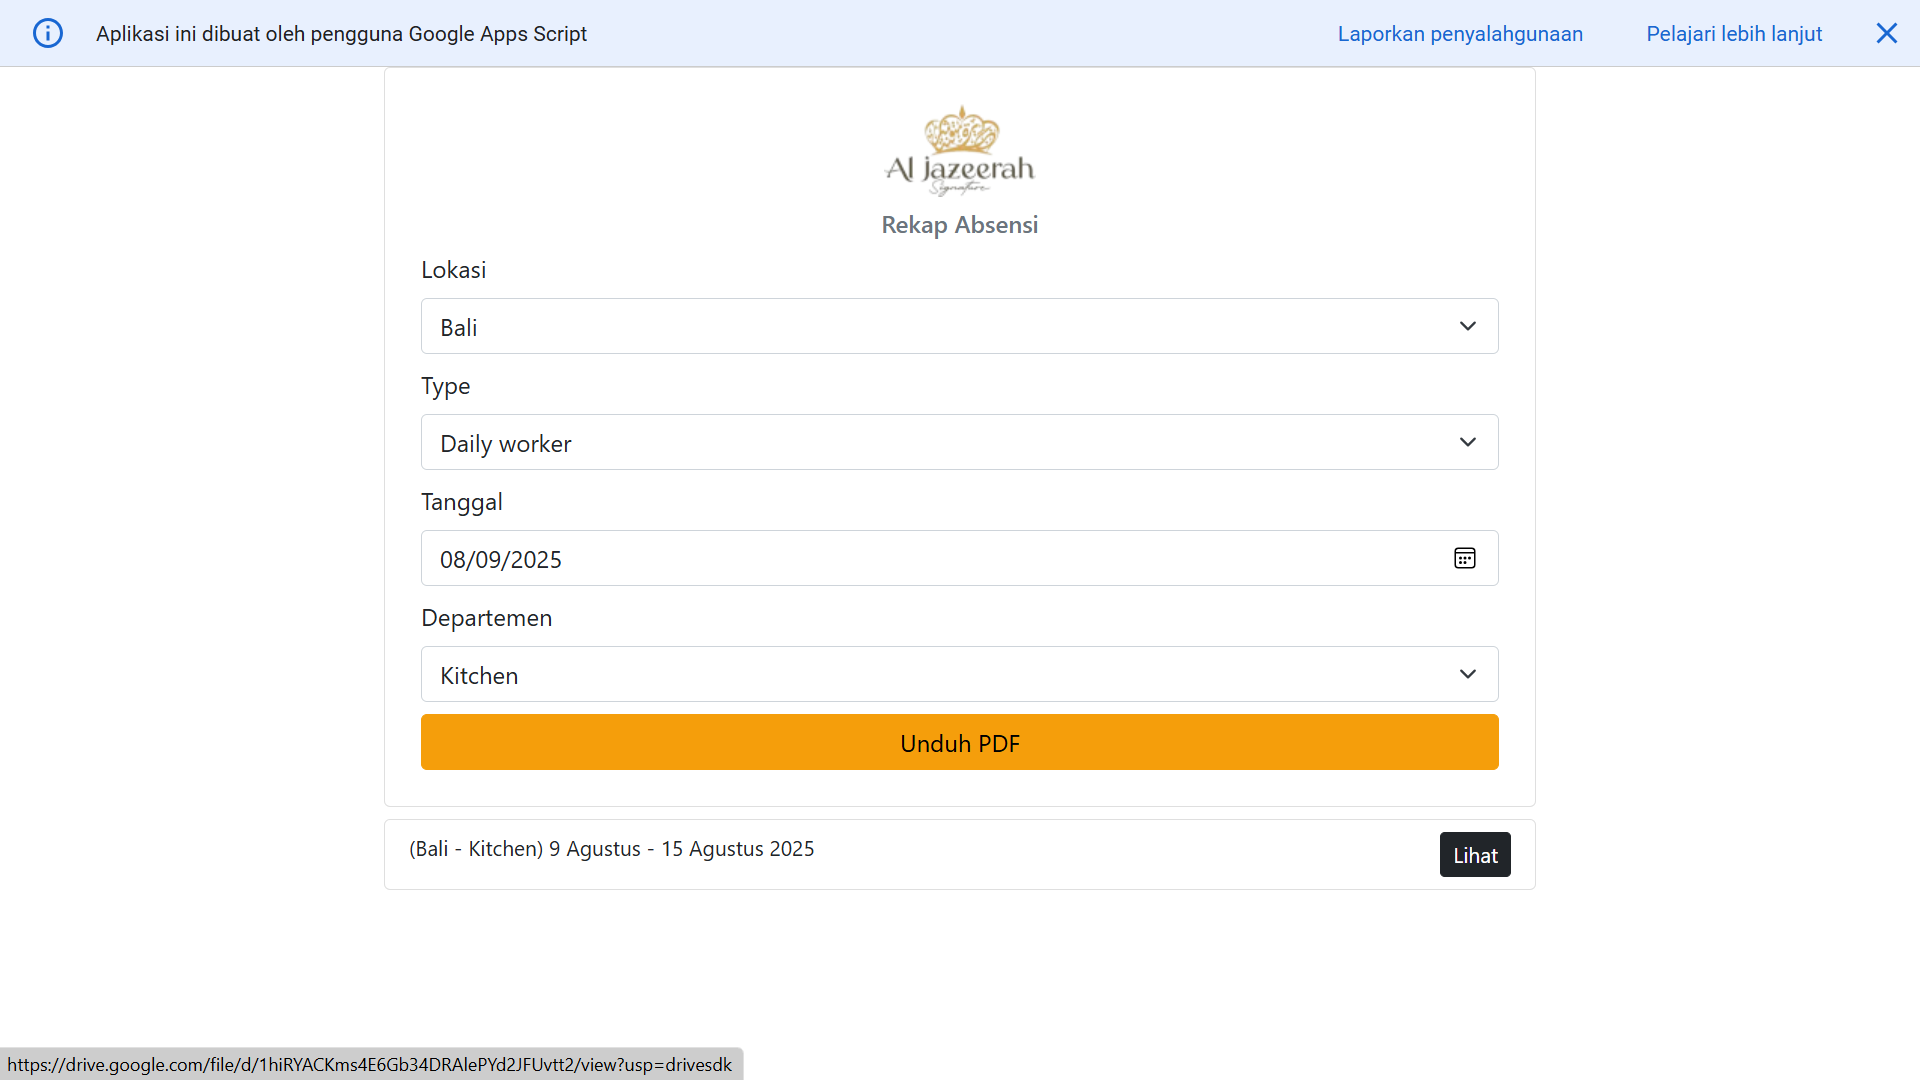 Aplikasi ini dibuat oleh pengguna Google Apps Script
Laporkan penyalahgunaan
Pelajari lebih lanjut
Al jazeerah
Signature
Rekap Absensi
Lokasi
Bali
Type
Daily worker
Tanggal
08/09/2025
Departemen
Kitchen
Unduh PDF
(Bali - Kitchen) 9 Agustus - 15 Agustus 2025
Lihat
https://drive.google.com/file/d/1hiRYACKms4E6Gb34DRAlePYd2JFUvtt2/view?usp=drivesdk